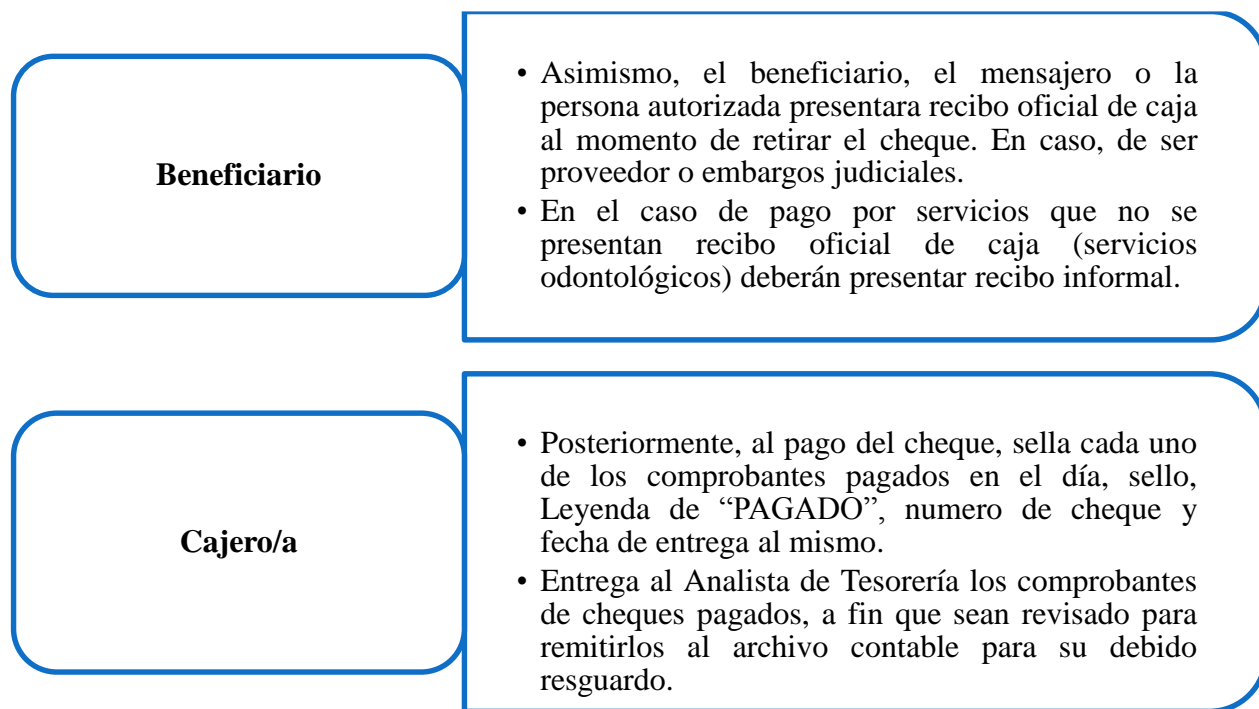 Beneficiario
• Asimismo, el beneficiario, el mensajero o la
persona autorizada presentara recibo oficial de caja
al momento de retirar el cheque. En caso, de ser
proveedor o embargos judiciales.
• En el caso de pago por servicios que no se
presentan recibo oficial de caja (servicios
odontológicos) deberán presentar recibo informal.
Cajero/a
• Posteriormente, al pago del cheque, sella cada uno
de los comprobantes pagados en el día, sello,
Leyenda de “PAGADO”, numero de cheque y
fecha de entrega al mismo.
• Entrega al Analista de Tesorería los comprobantes
de cheques pagados, a fin que sean revisado para
remitirlos al archivo contable para su debido
resguardo.